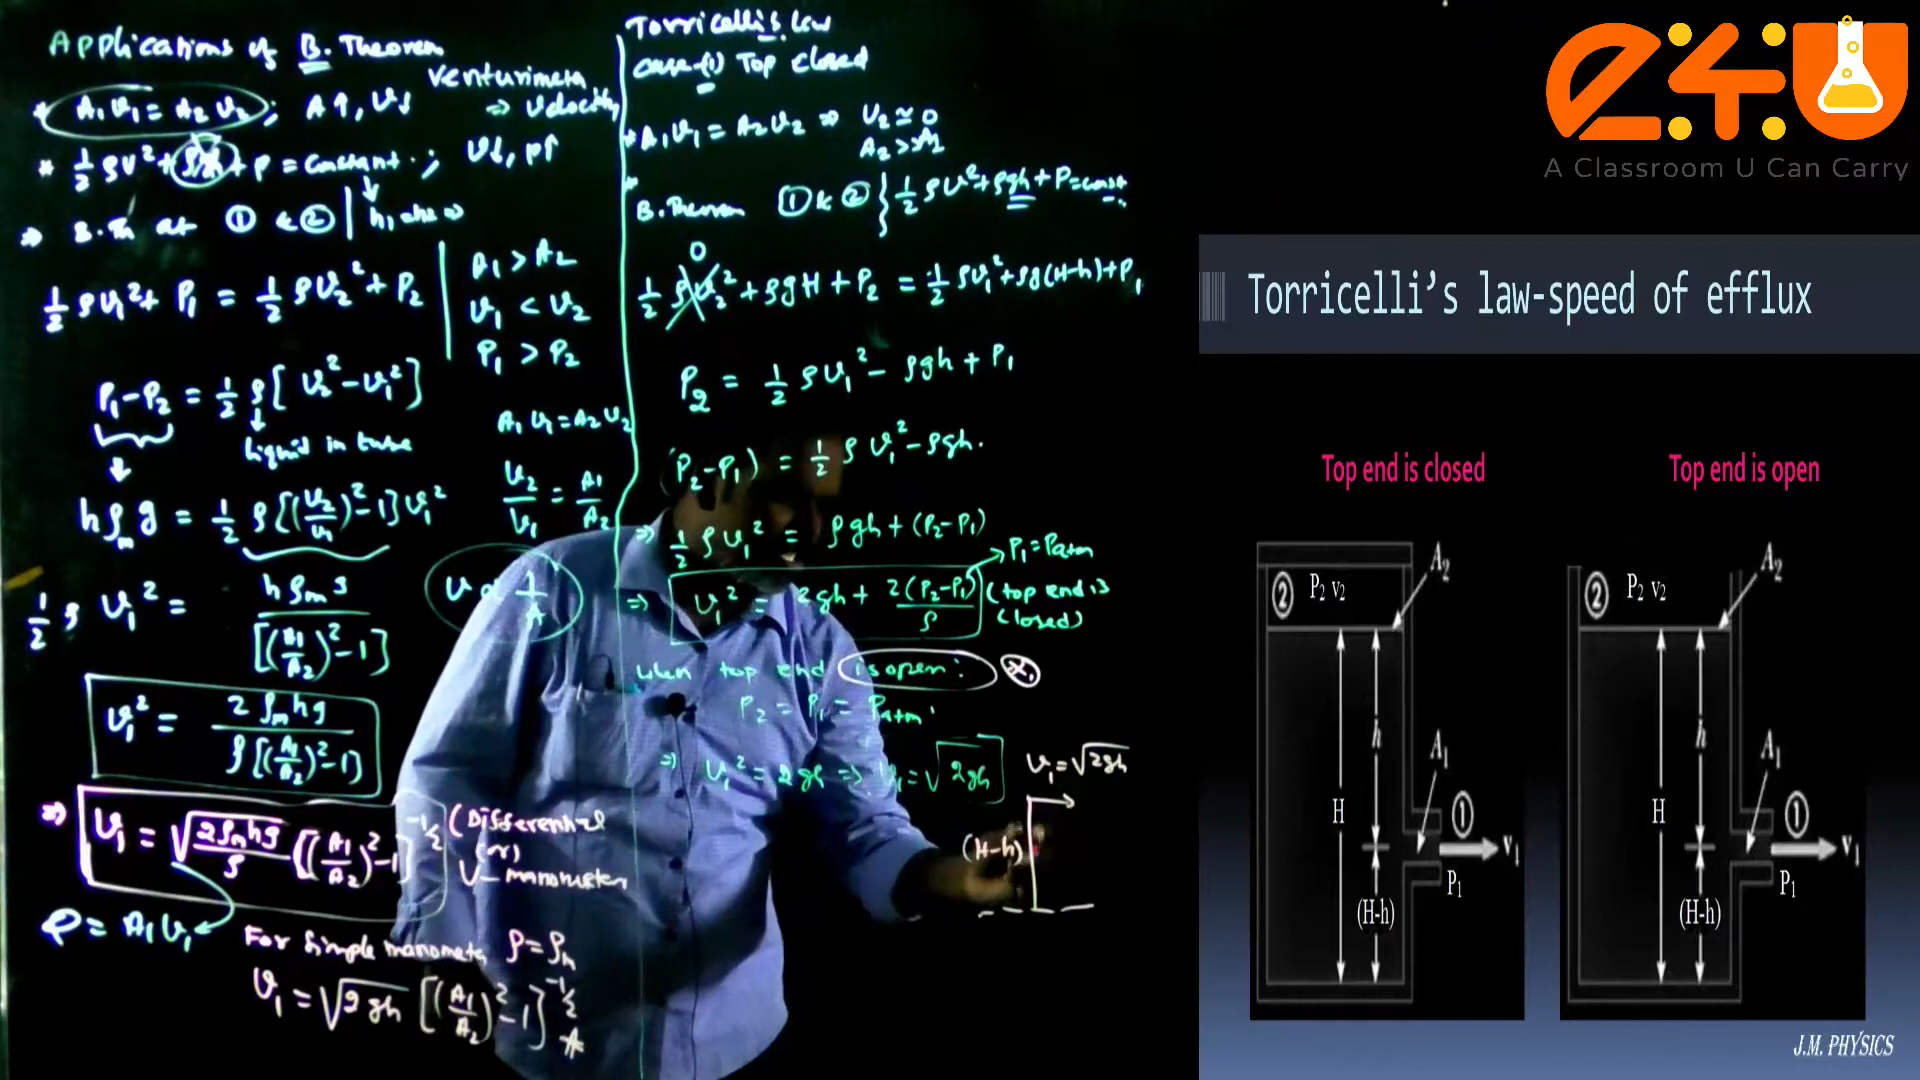 Applications of B. Theorem
* A₁v₁ = A₂v₂ ; A↑, v↓
venturimeter
⇒ velocity
* ½ρv² + ρgh + P = constant. ; v↓, p↑
⇒ B.Th at ① & ② |
½ρv₁² + P₁ = ½ρv₂² + P₂
A₁ > A₂
v₁ < v₂
P₁ > P₂
P₁-P₂ = ½ρ[v₂²-v₁²]
liquid in tube
A₁v₁ = A₂v₂
hρₘg = ½ρ[(v₂/v₁)²-1]v₁²
v₂/v₁ = A₁/A₂
½ρv₁² = hρₘg/[(A₁/A₂)²-1]
v ∝ 1/A
v₁² = 2ρₘhg/ρ[(A₁/A₂)²-1]
⇒ v₁ = √(2ρₘhg/ρ) [(A₁/A₂)²-1]^(-½)
(Differential
(or)
U-manometer
Q = A₁v₁
For simple manometer ρ=ρₘ
v₁ = √2gh [(A₁/A₂)²-1]^(-½)
Torricelli's law
case-(1) Top closed
* A₁v₁ = A₂v₂ ⇒ v₂ ≃ 0
A₂ >> A₁
* B.Theorem ① & ② {½ρv²+ρgh+P=const.
0
½ρv₂² + ρgH + P₂ = ½ρv₁² + ρg(H-h) + P₁
P₂ = ½ρv₁² - ρgh + P₁
(P₂-P₁) = ½ρv₁² - ρgh.
⇒ ½ρv₁² = ρgh + (P₂-P₁)
⇒ v₁² = 2gh + 2(P₂-P₁)/ρ
P₁=Patm
(top end is
closed)
when top end is open:
P₂ = P₁ = Patm.
⇒ v₁² = 2gh ⇒ v₁ = √2gh
v₁=√2gh
(H-h)
e4U
A Classroom U Can Carry
Torricelli's law-speed of efflux
Top end is closed
Top end is open
② P₂ v₂
A₂
h
A₁
①
H
v₁
P₁
(H-h)
② P₂ v₂
A₂
h
A₁
①
H
v₁
P₁
(H-h)
J.M. PHYSICS